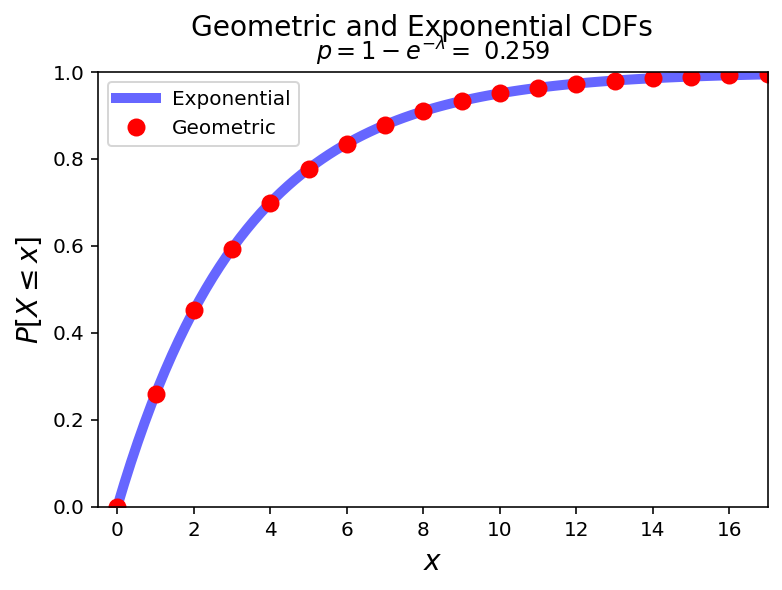 Geometric and Exponential CDFs
p = 1 − e^{−λ} = 0.259
1.0
Exponential
Geometric
0.8
0.6
0.4
0.2
0.0
P[X ≤ x]
0 2 4 6 8 10 12 14 16
x